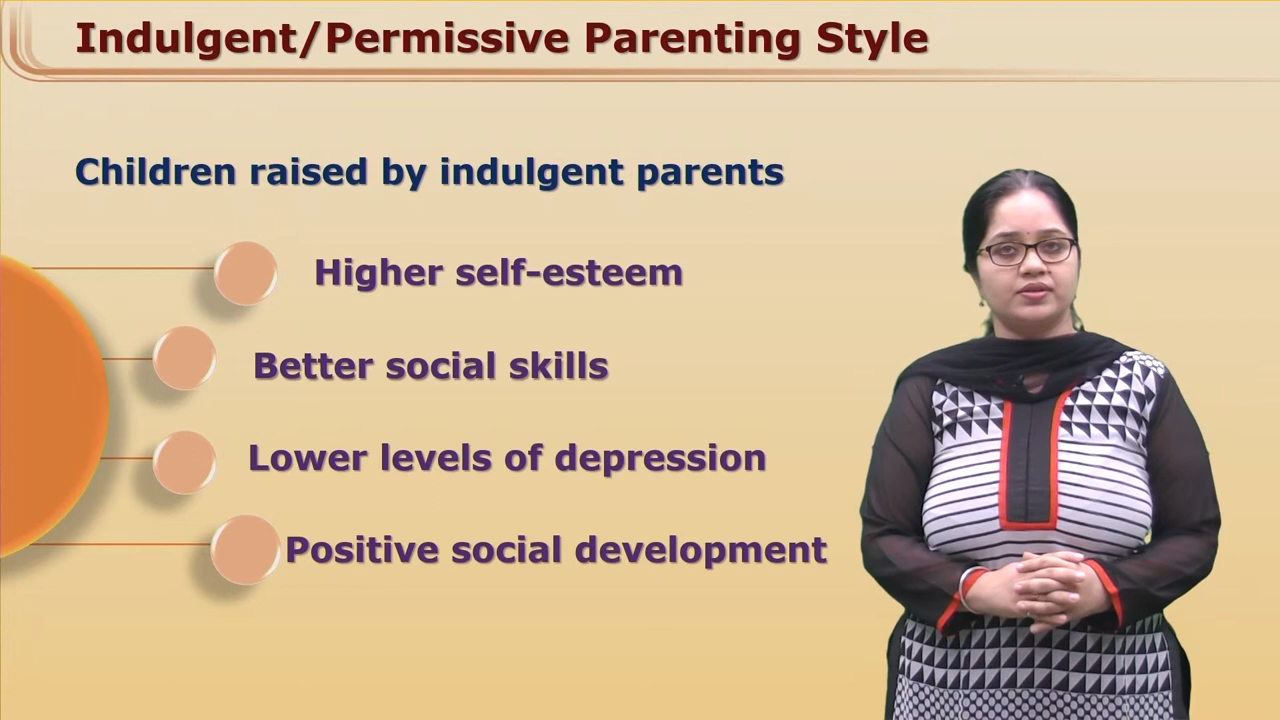 Indulgent/Permissive Parenting Style
Children raised by indulgent parents
Higher self-esteem
Better social skills
Lower levels of depression
Positive social development